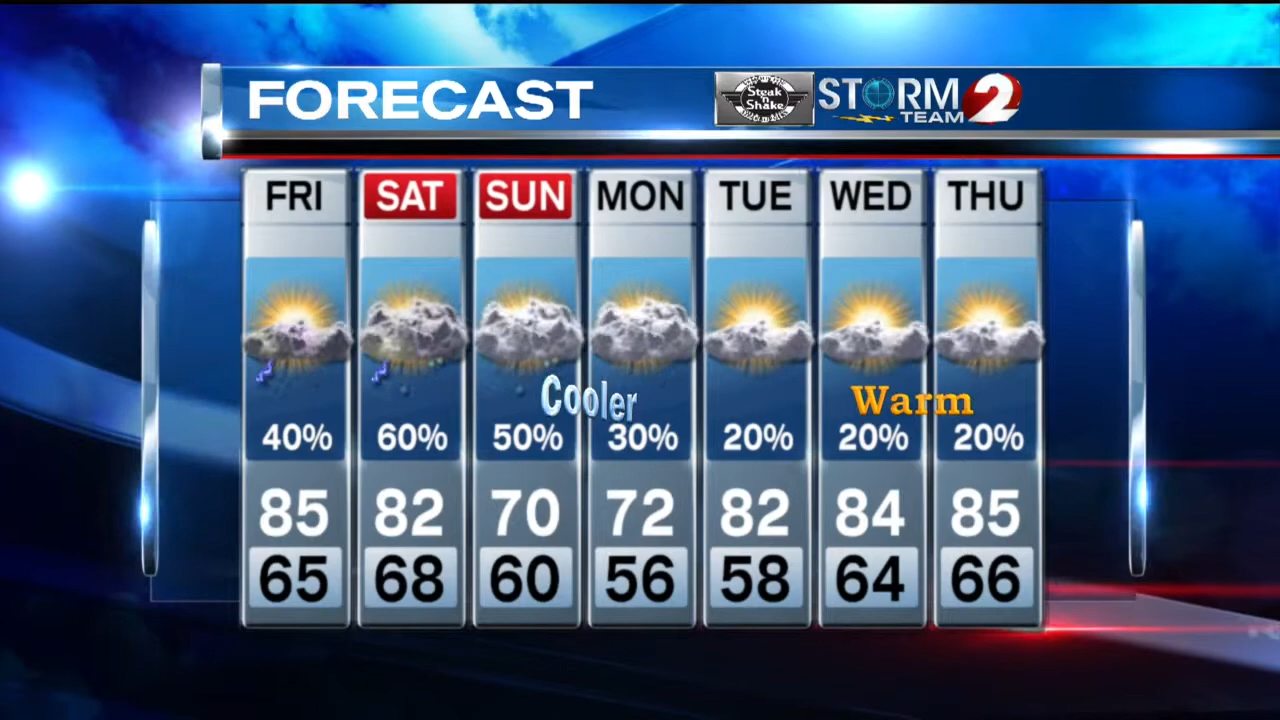 FORECAST
Steak
n
Shake
STORM
TEAM 2
FRI SAT SUN MON TUE WED THU
Cooler Warm
40% 60% 50% 30% 20% 20% 20%
85 82 70 72 82 84 85
65 68 60 56 58 64 66